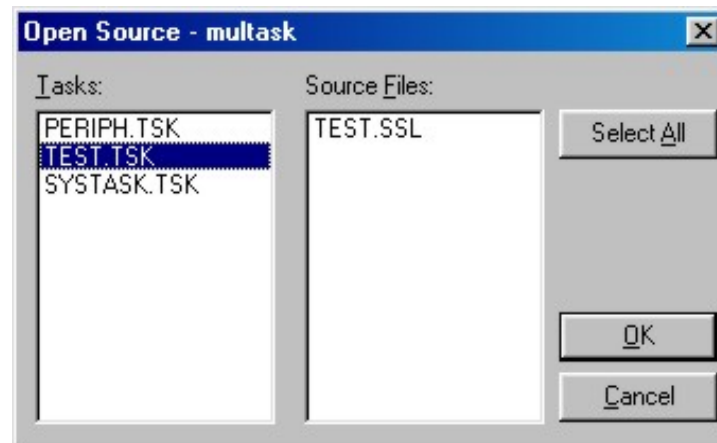 Open Source - multask
Tasks:
PERIPH.TSK
TEST.TSK
SYSTASK.TSK
Source Files:
TEST.SSL
Select All
OK
Cancel